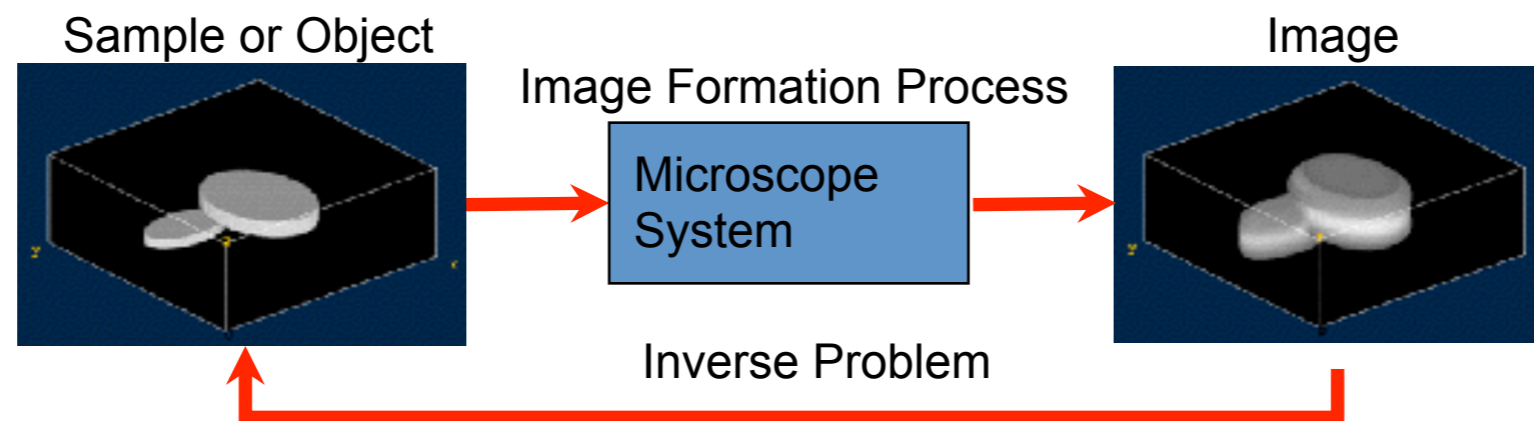 Sample or Object
Image
Image Formation Process
Microscope
System
Inverse Problem